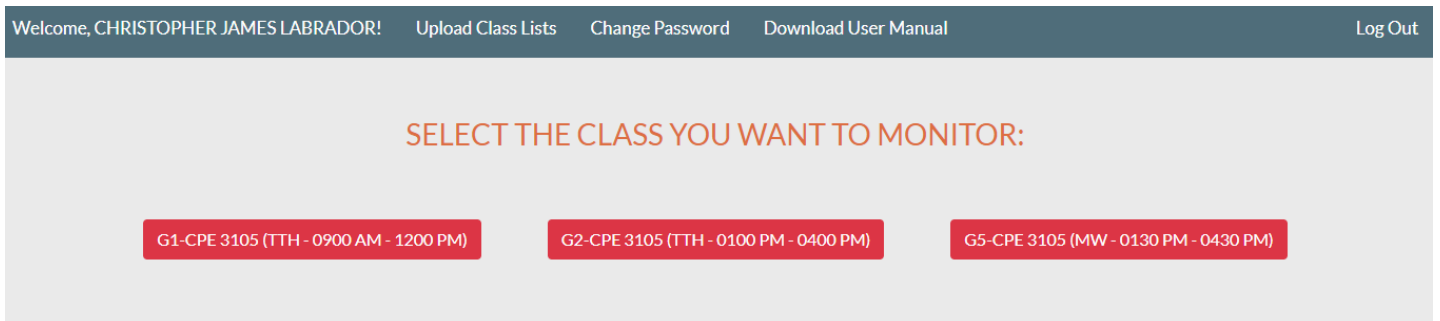 Welcome, CHRISTOPHER JAMES LABRADOR! Upload Class Lists Change Password Download User Manual Log Out
SELECT THE CLASS YOU WANT TO MONITOR:
G1-CPE 3105 (TTH - 0900 AM - 1200 PM) G2-CPE 3105 (TTH - 0100 PM - 0400 PM) G5-CPE 3105 (MW - 0130 PM - 0430 PM)